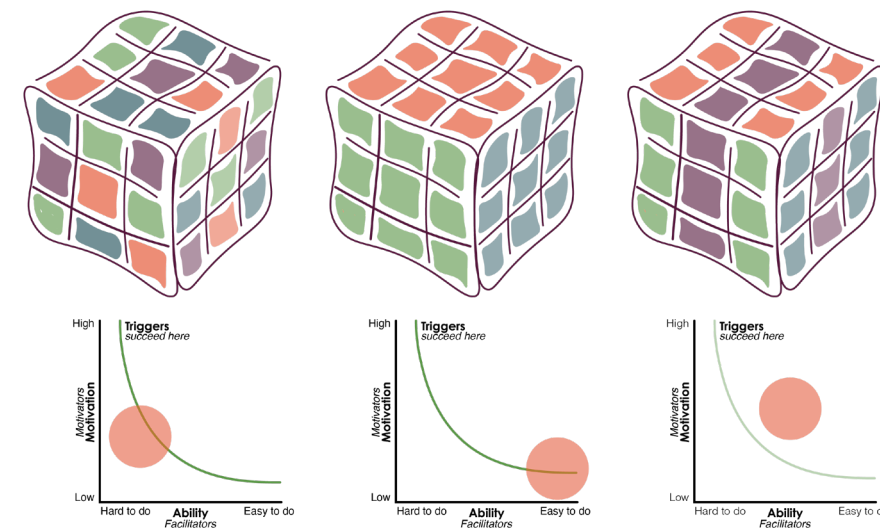 High
Triggers
succeed here
Motivators
Motivation
Low
Hard to do
Ability
Easy to do
Facilitators
High
Triggers
succeed here
Motivators
Motivation
Low
Hard to do
Ability
Easy to do
Facilitators
High
Triggers
succeed here
Motivators
Motivation
Low
Hard to do
Ability
Easy to d
Facilitators